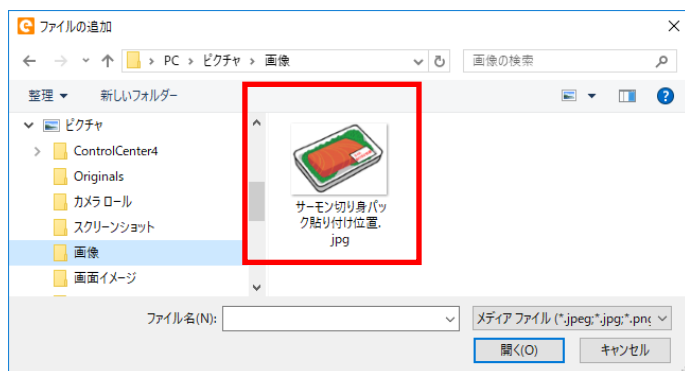 ファイルの追加
PC › ピクチャ › 画像
画像の検索
整理
新しいフォルダー
ピクチャ
ControlCenter4
Originals
カメラ ロール
スクリーンショット
画像
画面イメージ
サーモン切り身パッ
ク貼り付け位置.
jpg
ファイル名(N):
メディア ファイル (*.jpeg;*.jpg;*.png
開く(O)
キャンセル